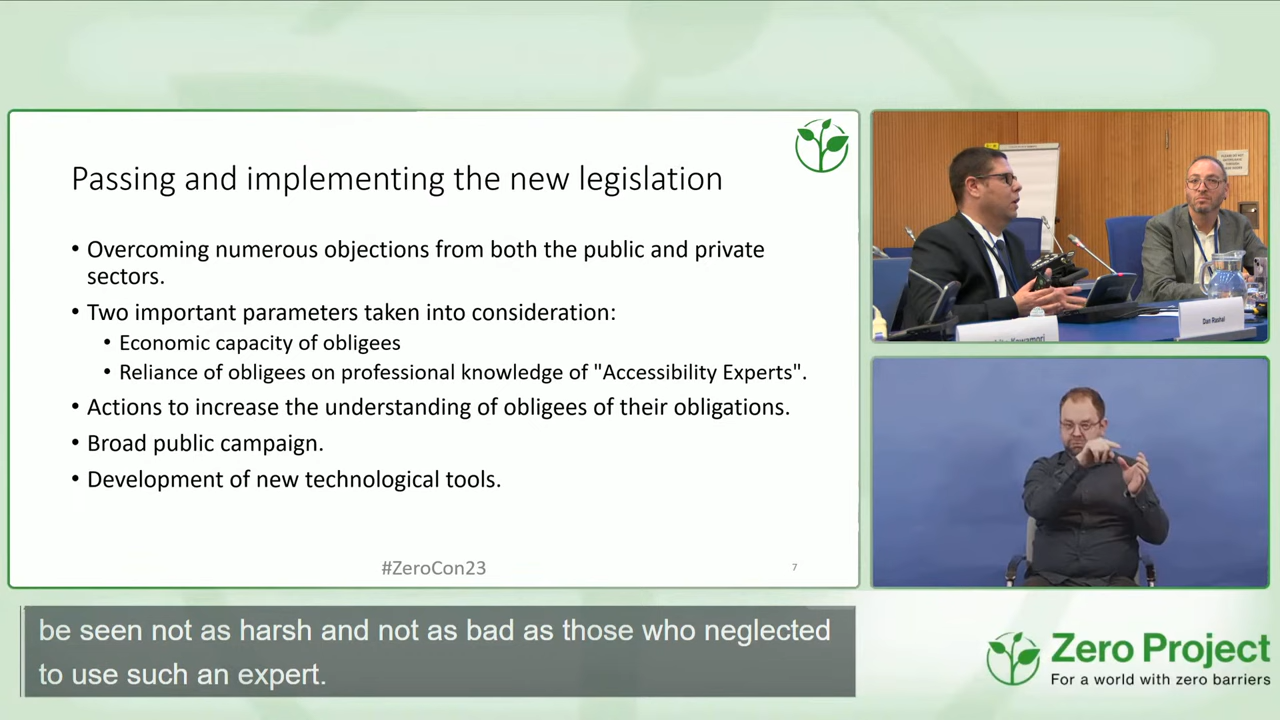 Passing and implementing the new legislation
• Overcoming numerous objections from both the public and private
sectors.
• Two important parameters taken into consideration:
• Economic capacity of obligees
• Reliance of obligees on professional knowledge of "Accessibility Experts".
• Actions to increase the understanding of obligees of their obligations.
• Broad public campaign.
• Development of new technological tools.
#ZeroCon23
7
Dan Rashal
be seen not as harsh and not as bad as those who neglected
to use such an expert.
Zero Project
For a world with zero barriers